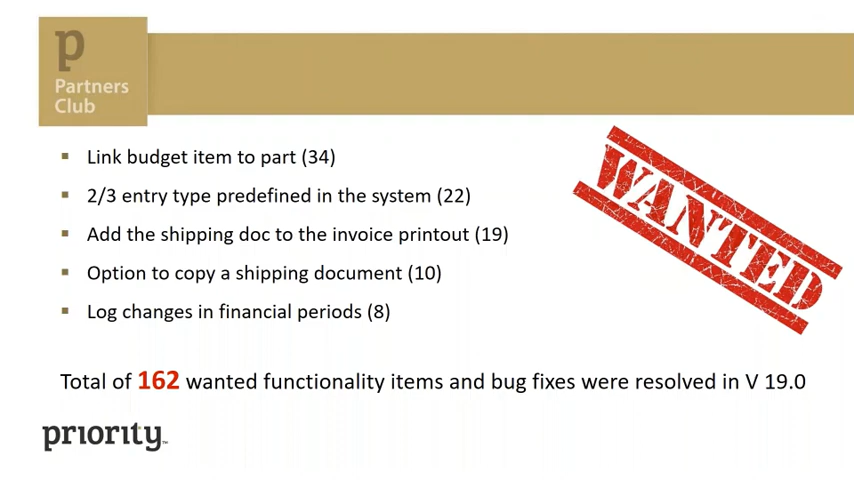 p
Partners
Club
Link budget item to part (34)
2/3 entry type predefined in the system (22)
Add the shipping doc to the invoice printout (19)
Option to copy a shipping document (10)
Log changes in financial periods (8)
WANTED
Total of 162 wanted functionality items and bug fixes were resolved in V 19.0
priority™